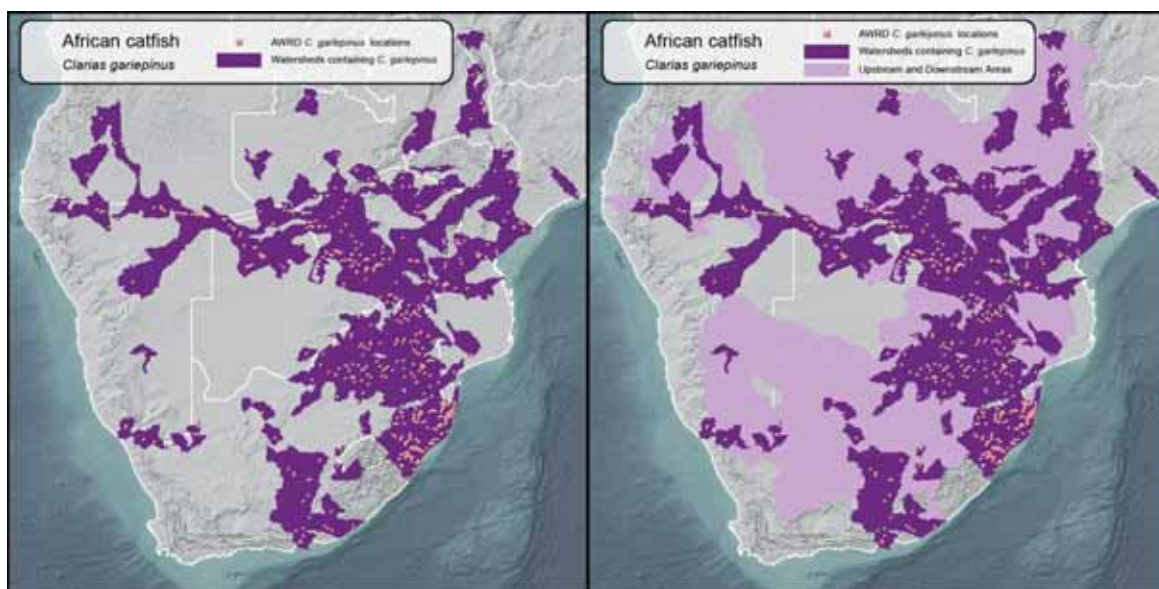 African catfish
Clarias gariepinus
AWRD C. gariepinus locations
Watersheds containing C. gariepinus
African catfish
Clarias gariepinus
AWRD C. gariepinus locations
Watersheds containing C. gariepinus
Upstream and Downstream Areas